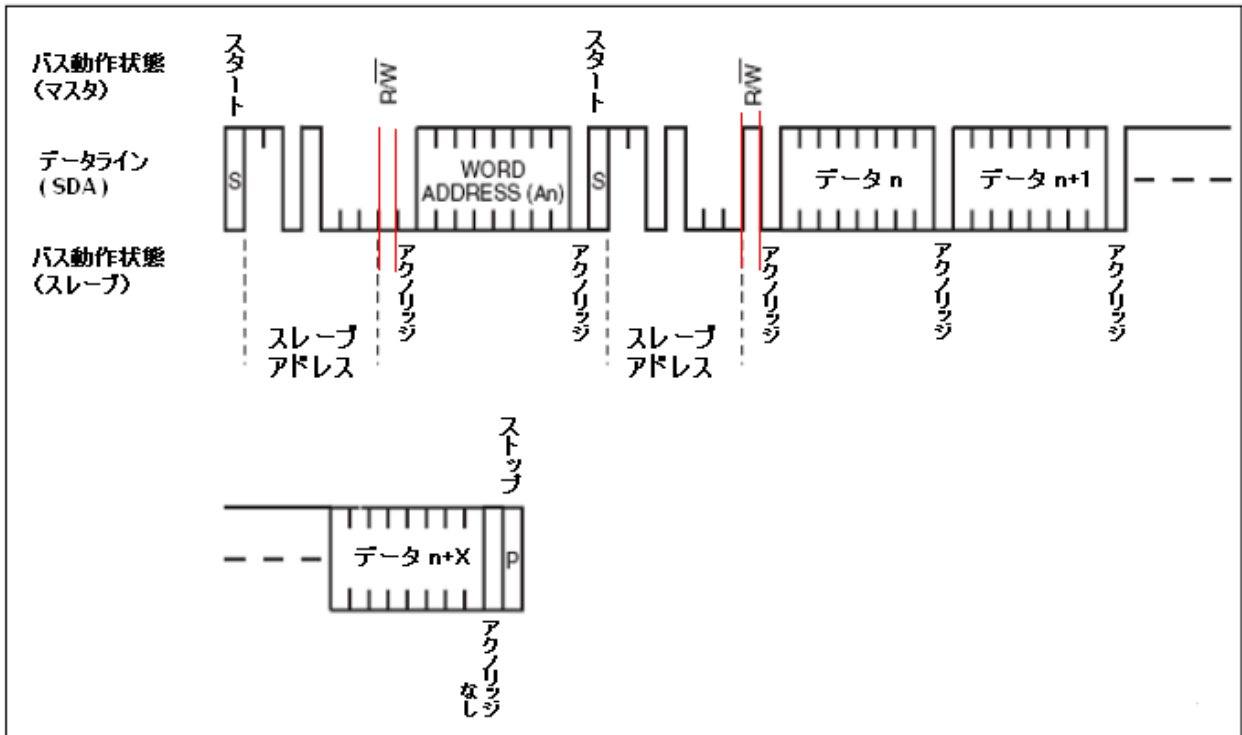 バス動作状態
(マスタ)
スタート
R/W
スタート
R/W
データライン
(SDA)
S
WORD
ADDRESS (An)
S
データ n
データ n+1
バス動作状態
(スレーブ)
アクノリッジ
アクノリッジ
アクノリッジ
アクノリッジ
アクノリッジ
スレーブ
アドレス
スレーブ
アドレス
ストップ
データ n+X
P
アクノリッジ
なし